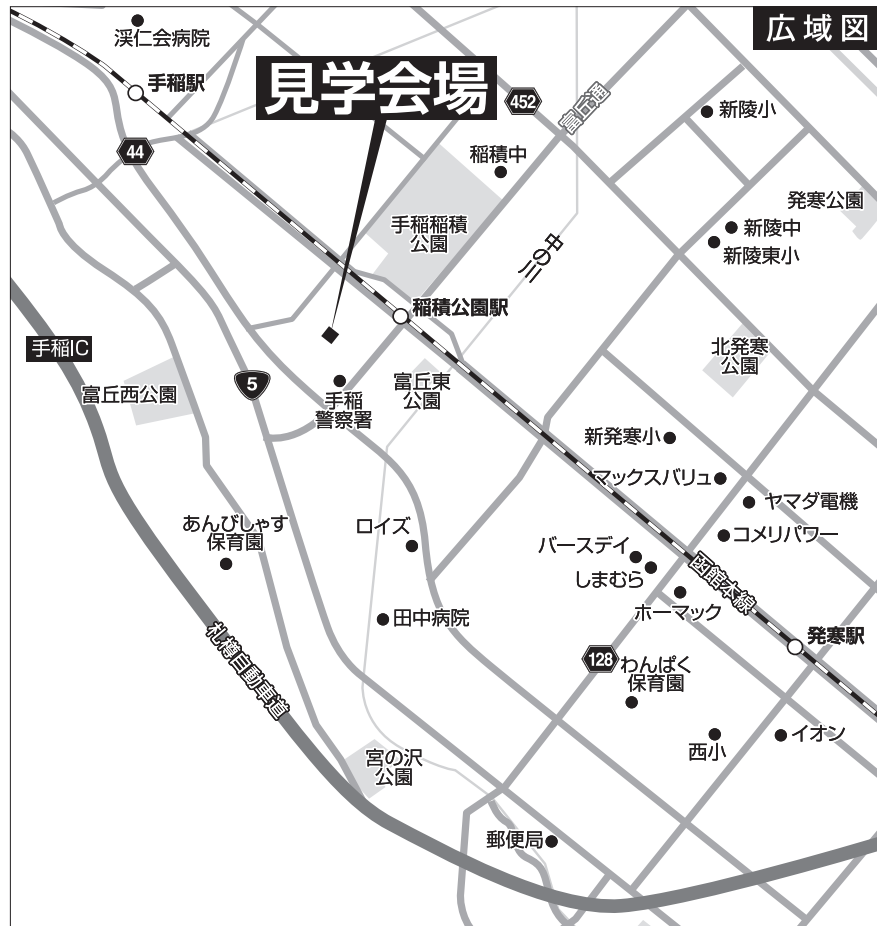 広域図
渓仁会病院
手稲駅
見学会場
452
富丘通
新陵小
44
稲積中
発寒公園
手稲稲積
公園
新陵中
新陵東小
中の川
稲積公園駅
手稲IC
北発寒
公園
富丘西公園
5
手稲
警察署
富丘東
公園
新発寒小
マックスバリュ
ヤマダ電機
あんびしゃす
保育園
ロイズ
コメリパワー
バースデイ
しまむら
函館本線
ホーマック
田中病院
発寒駅
札樽自動車道
128
わんぱく
保育園
西小
イオン
宮の沢
公園
郵便局